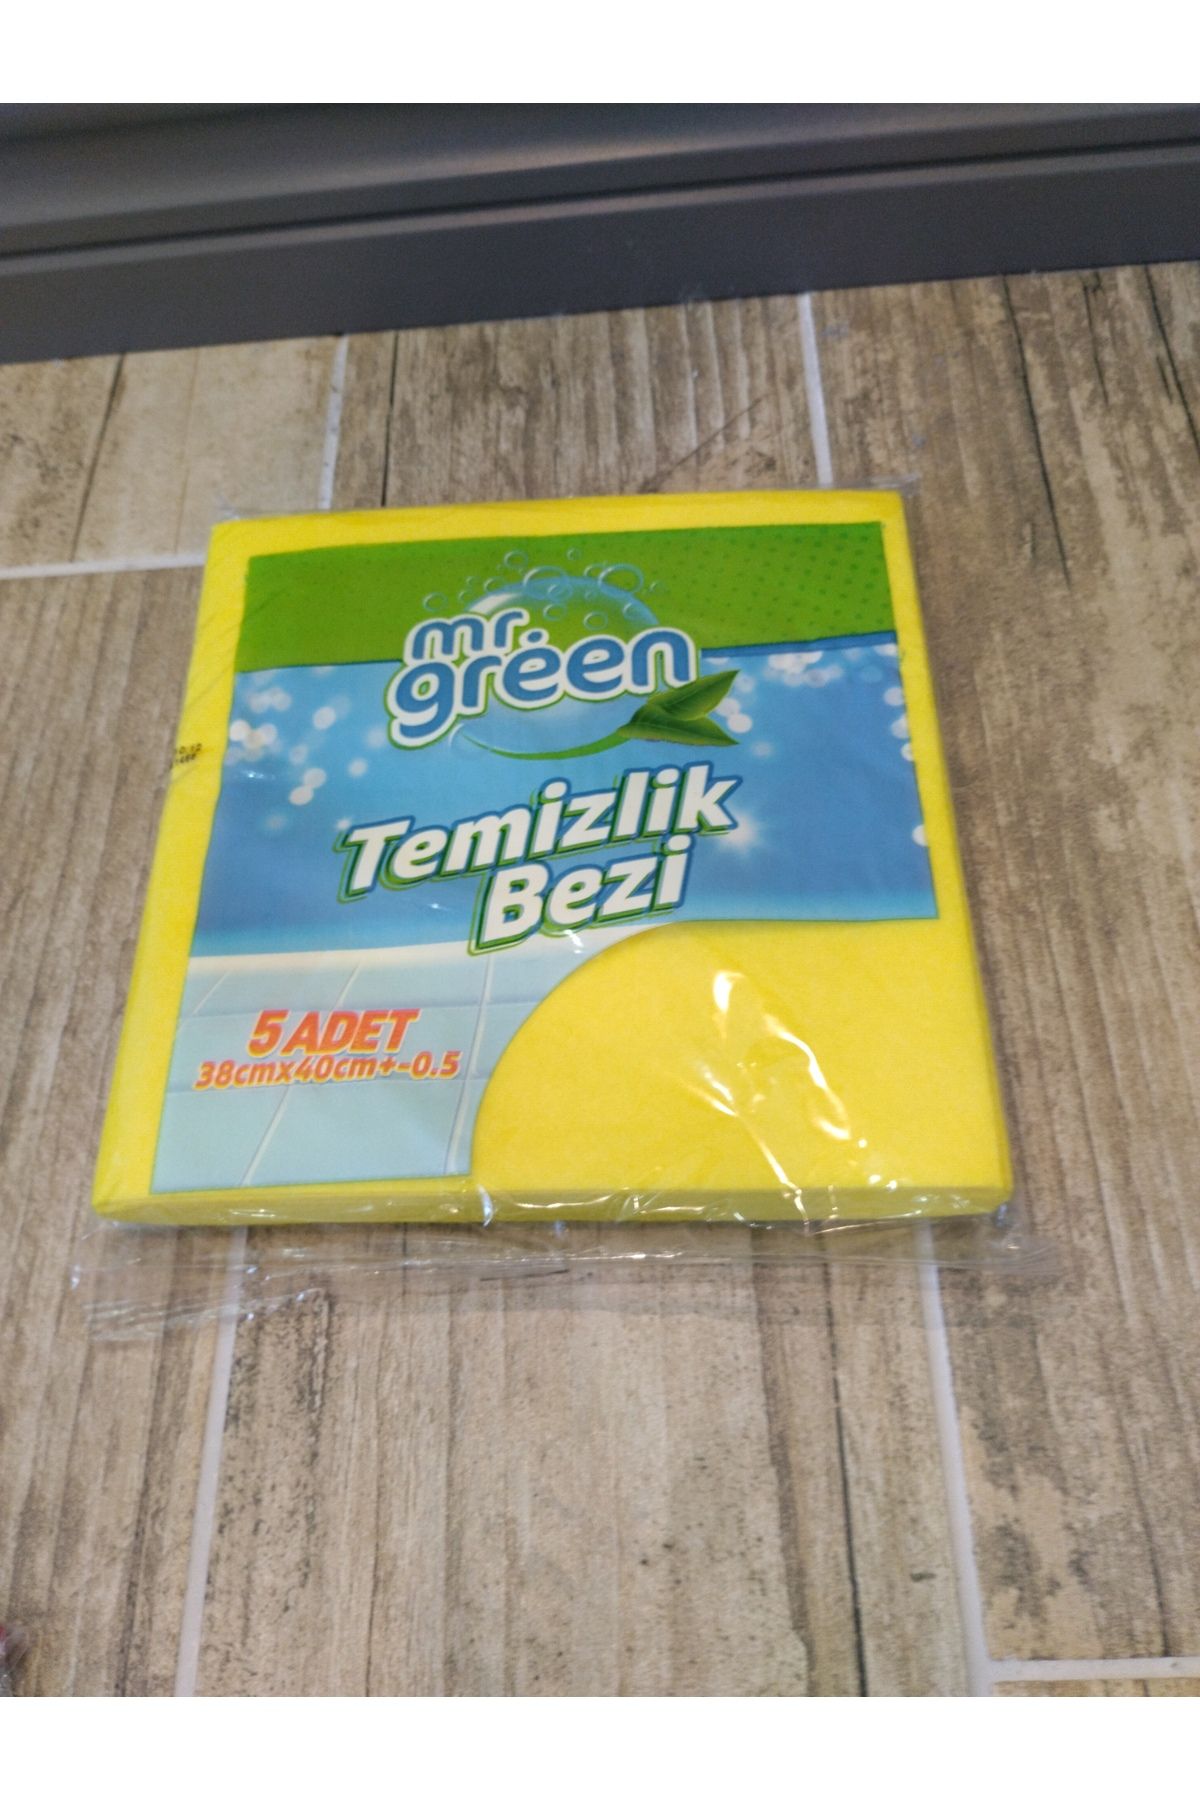 mr.
green
Temizlik
Bezi
5 ADET
38cmx40cm+-0.5